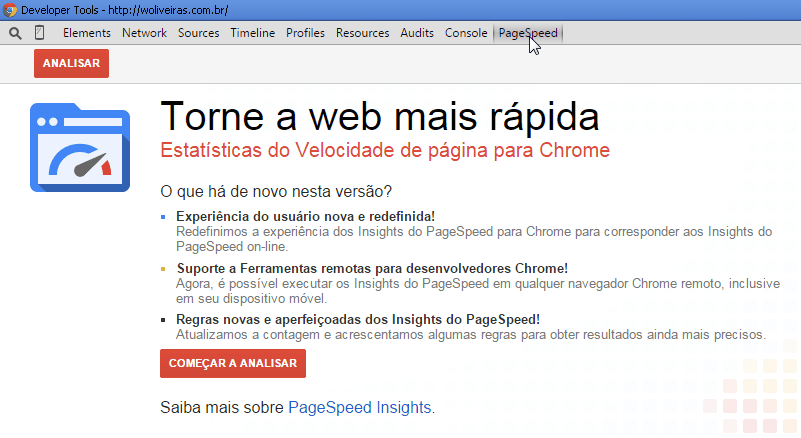 Developer Tools - http://woliveiras.com.br/
Elements Network Sources Timeline Profiles Resources Audits Console PageSpeed
ANALISAR
Torne a web mais rápida
Estatísticas do Velocidade de página para Chrome
O que há de novo nesta versão?
Experiência do usuário nova e redefinida!
Redefinimos a experiência dos Insights do PageSpeed para Chrome para corresponder aos Insights do
PageSpeed on-line.
Suporte a Ferramentas remotas para desenvolvedores Chrome!
Agora, é possível executar os Insights do PageSpeed em qualquer navegador Chrome remoto, inclusive
em seu dispositivo móvel.
Regras novas e aperfeiçoadas dos Insights do PageSpeed!
Atualizamos a contagem e acrescentamos algumas regras para obter resultados ainda mais precisos.
COMEÇAR A ANALISAR
Saiba mais sobre PageSpeed Insights.